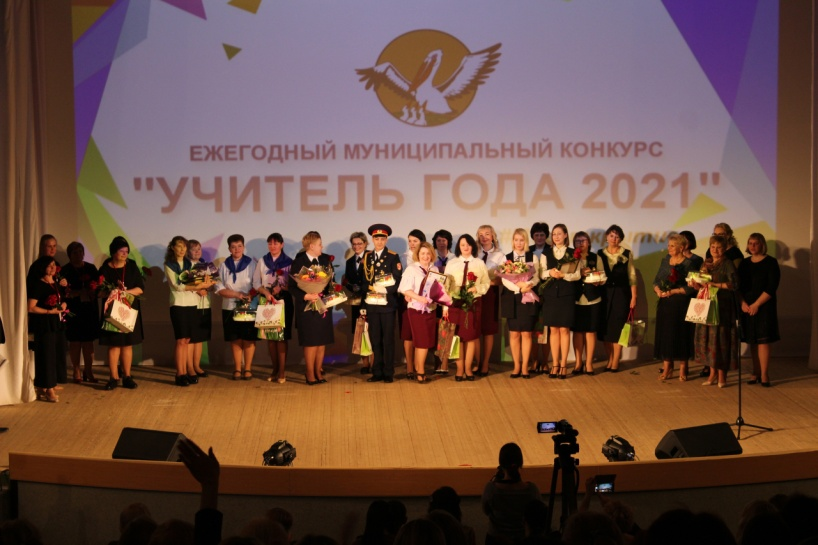 ЕЖЕГОДНЫЙ МУНИЦИПАЛЬНЫЙ КОНКУРС
"УЧИТЕЛЬ ГОДА 2021"